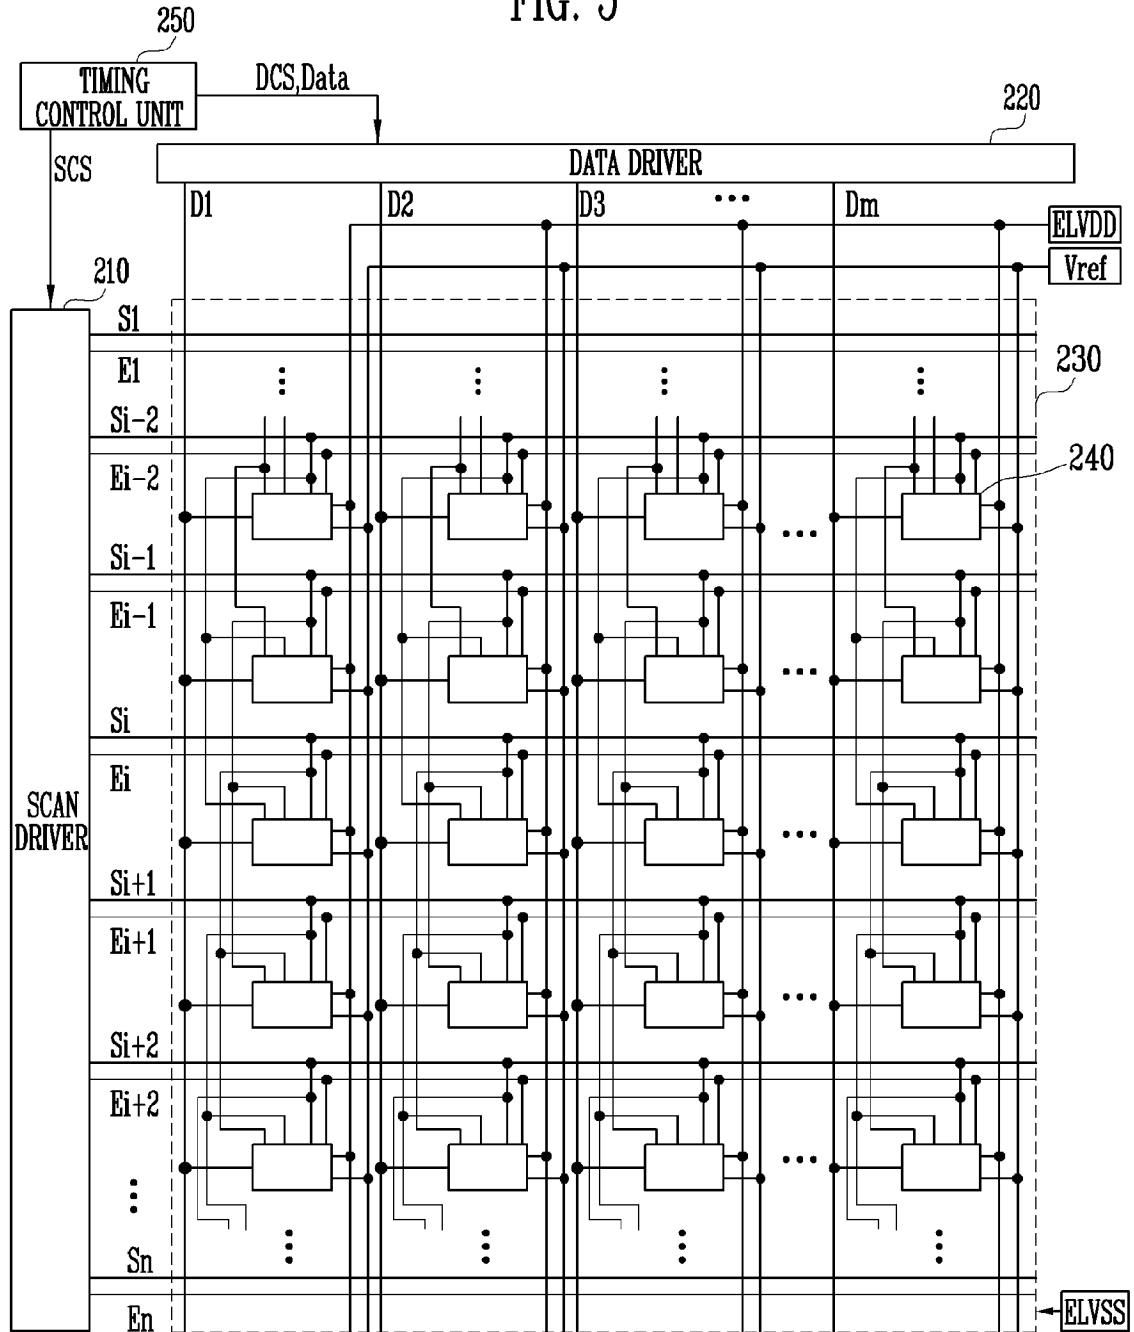 FIG. 5
250
TIMING
CONTROL UNIT
DCS,Data
220
SCS
DATA DRIVER
D1
D2
D3
Dm
ELVDD
Vref
210
S1
E1
230
Si-2
Ei-2
240
Si-1
Ei-1
Si
Ei
SCAN
DRIVER
Si+1
Ei+1
Si+2
Ei+2
Sn
En
ELVSS